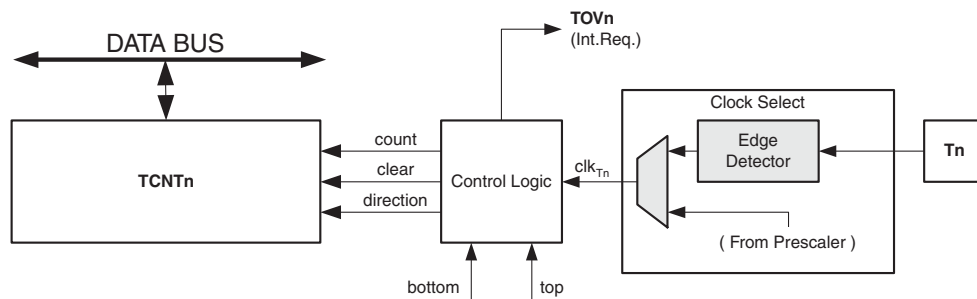 TOVn
(Int.Req.)
DATA BUS
Clock Select
TCNTn
count
clear
direction
Control Logic
clkTn
Edge
Detector
Tn
( From Prescaler )
bottom
top